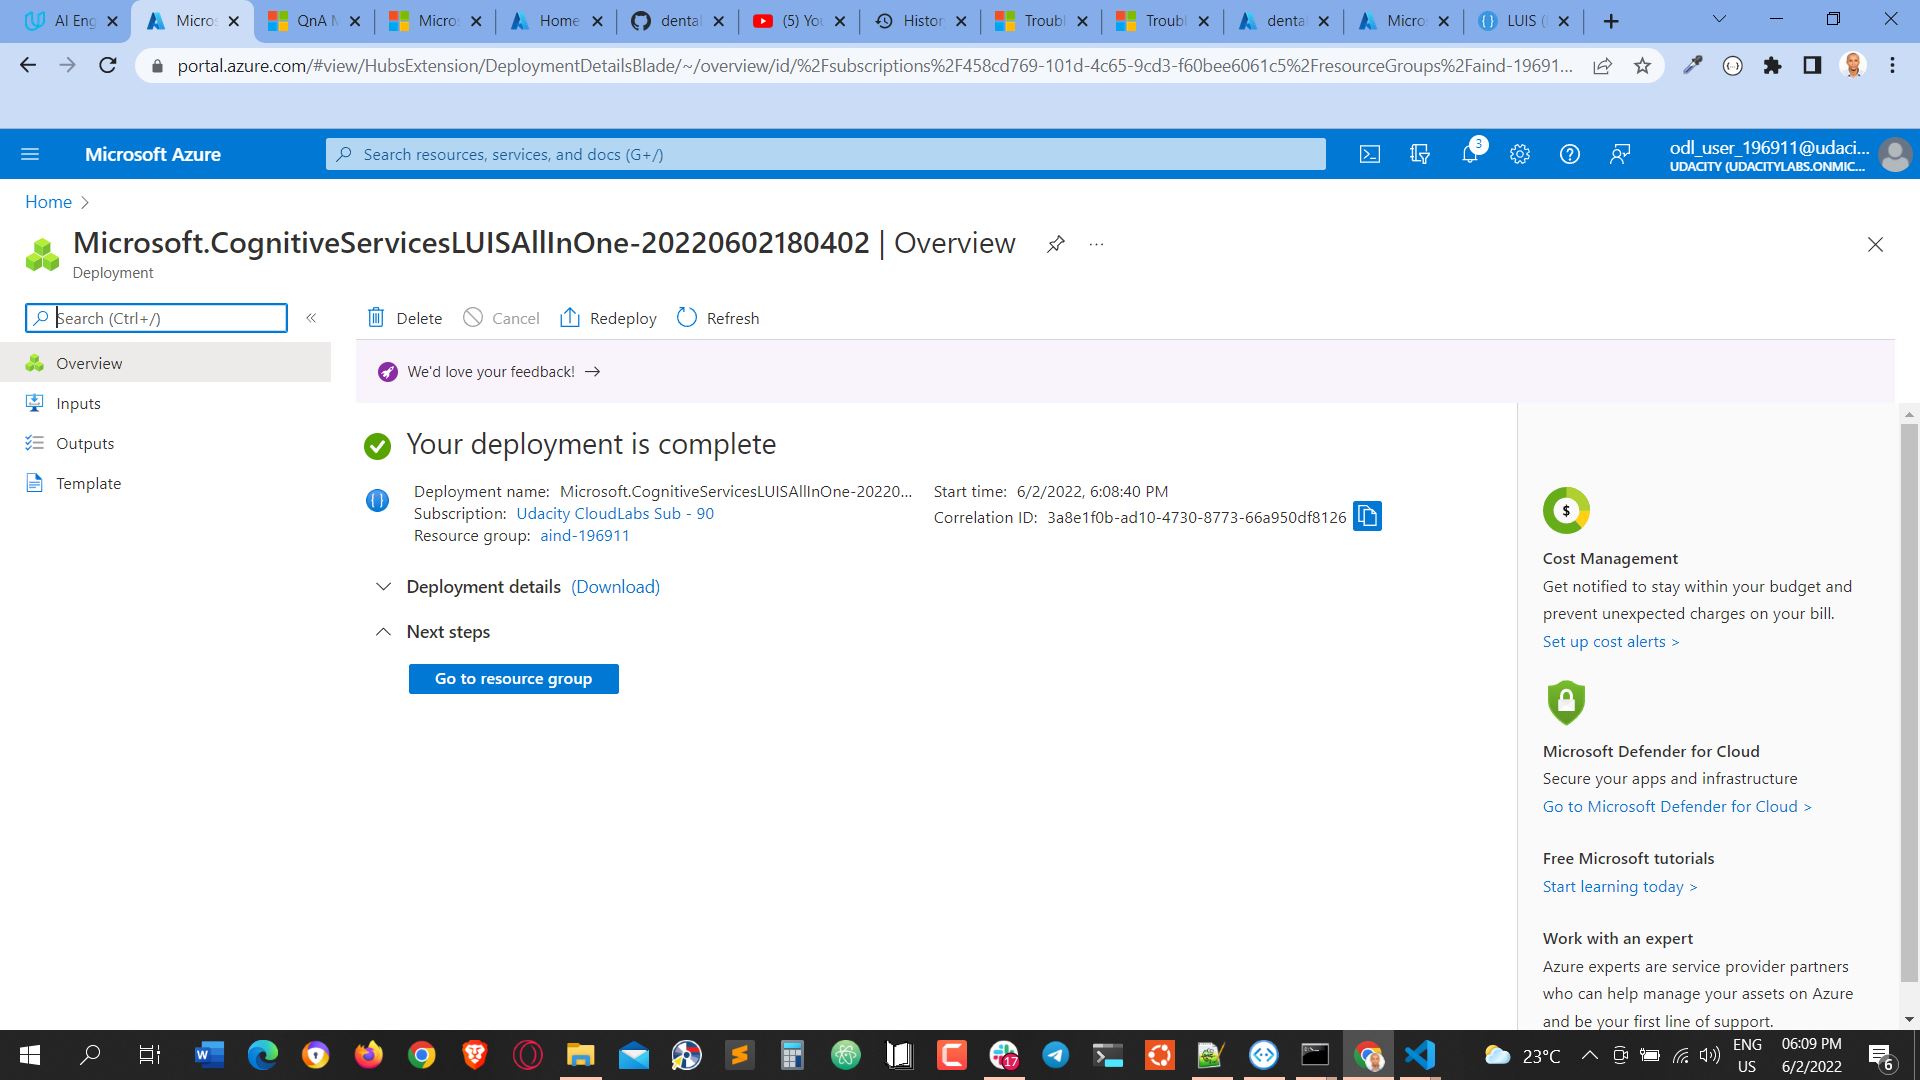 AI Eng
Micros
QnA M
Micros
Home
dental
(5) You
Histor
Troubl
Troubl
dental
Micros
LUIS (
portal.azure.com/#view/HubsExtension/DeploymentDetailsBlade/~/overview/id/%2Fsubscriptions%2F458cd769-101d-4c65-9cd3-f60bee6061c5%2FresourceGroups%2Faind-19691...
Microsoft Azure
Search resources, services, and docs (G+/)
3
odl_user_196911@udaci...
UDACITY (UDACITYLABS.ONMIC...
Home
Microsoft.CognitiveServicesLUISAllInOne-20220602180402 | Overview
Deployment
Search (Ctrl+/)
Overview
Inputs
Outputs
Template
Delete
Cancel
Redeploy
Refresh
We'd love your feedback!
Your deployment is complete
Deployment name: Microsoft.CognitiveServicesLUISAllInOne-20220...
Subscription: Udacity CloudLabs Sub - 90
Resource group: aind-196911
Start time: 6/2/2022, 6:08:40 PM
Correlation ID: 3a8e1f0b-ad10-4730-8773-66a950df8126
Deployment details (Download)
Next steps
Go to resource group
$
Cost Management
Get notified to stay within your budget and
prevent unexpected charges on your bill.
Set up cost alerts >
Microsoft Defender for Cloud
Secure your apps and infrastructure
Go to Microsoft Defender for Cloud >
Free Microsoft tutorials
Start learning today >
Work with an expert
Azure experts are service provider partners
who can help manage your assets on Azure
and be your first line of support.
17
23°C
ENG
US
06:09 PM
6/2/2022
6